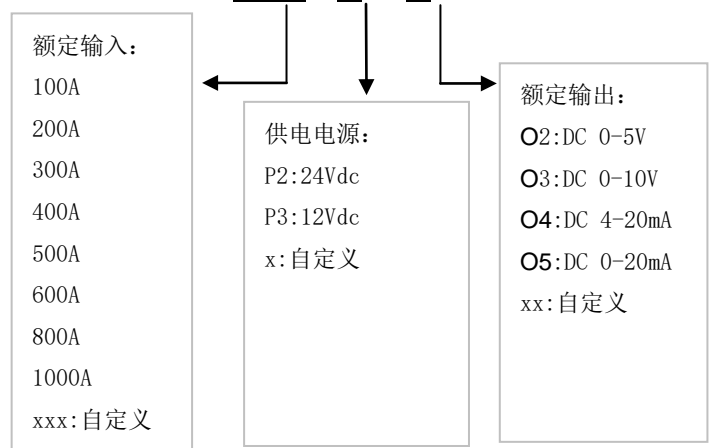 额定输入：
100A
200A
300A
400A
500A
600A
800A
1000A
xxx:自定义
供电电源：
P2:24Vdc
P3:12Vdc
x:自定义
额定输出：
O2:DC 0-5V
O3:DC 0-10V
O4:DC 4-20mA
O5:DC 0-20mA
xx:自定义